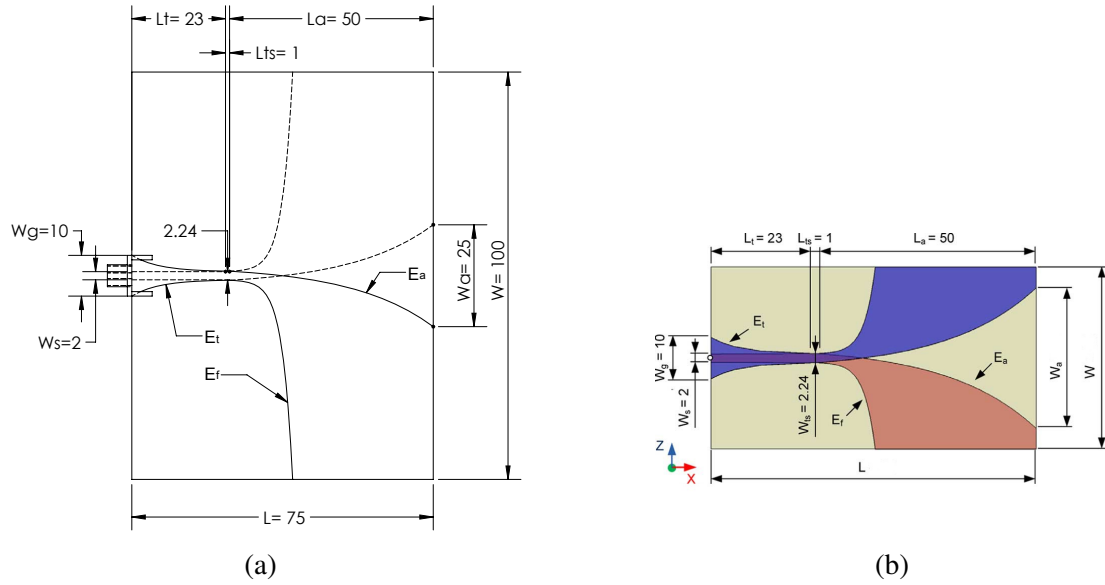 Lt= 23
La= 50
Lts= 1
Wg=10
2.24
Ea
Wa= 25
W= 100
Ws=2
Et
Ef
L= 75
(a)
Lt = 23
Lts = 1
La = 50
Et
Wg = 10
Ws = 2
Wts = 2.24
Ea
Ef
Wa
W
Z
X
L
(b)